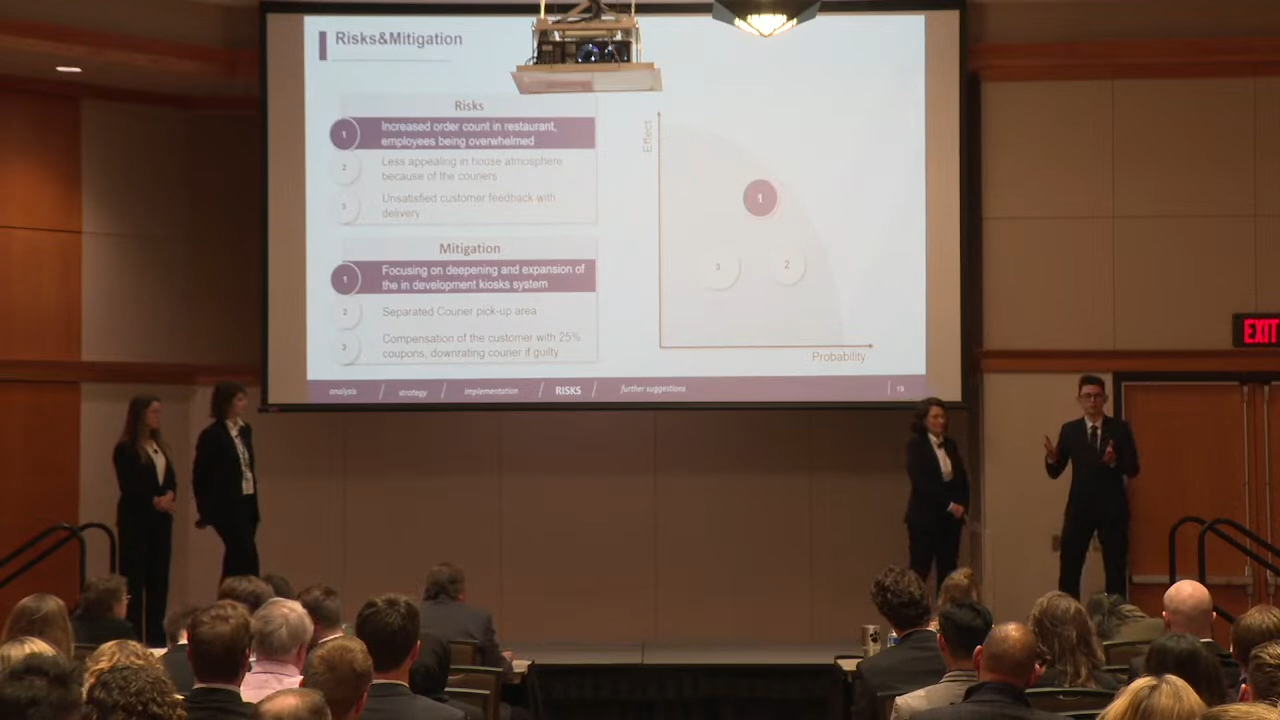 Risks&Mitigation
Risks
1
Increased order count in restaurant,
employees being overwhelmed
2
Less appealing in house atmosphere
because of the couriers
3
Unsatisfied customer feedback with
delivery
Mitigation
1
Focusing on deepening and expansion of
the in development kiosks system
2
Separated Courier pick-up area
3
Compensation of the customer with 25%
coupons, downrating courier if guilty
Effect
1
3
2
Probability
analysis / strategy / implementation / RISKS / further suggestions | 15
EXIT